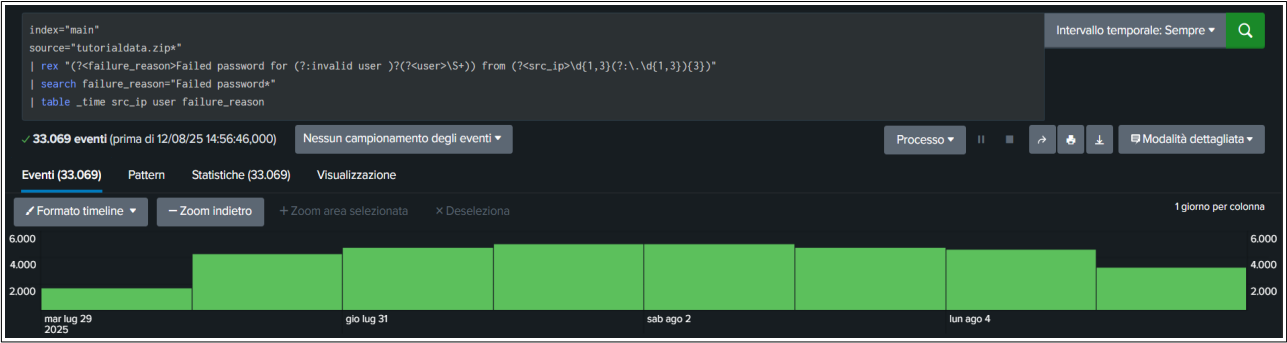 index="main"
source="tutorialdata.zip*"
| rex "(?<failure_reason>Failed password for (?:invalid user )?(?<user>\S+)) from (?<src_ip>\d{1,3}(?:\.\d{1,3}){3})"
| search failure_reason="Failed password*"
| table _time src_ip user failure_reason
Intervallo temporale: Sempre
33.069 eventi (prima di 12/08/25 14:56:46,000)
Nessun campionamento degli eventi
Processo
Modalità dettagliata
Eventi (33.069)
Pattern
Statistiche (33.069)
Visualizzazione
Formato timeline
Zoom indietro
Zoom area selezionata
Deseleziona
1 giorno per colonna
6.000
4.000
2.000
6.000
4.000
2.000
mar lug 29
2025
gio lug 31
sab ago 2
lun ago 4